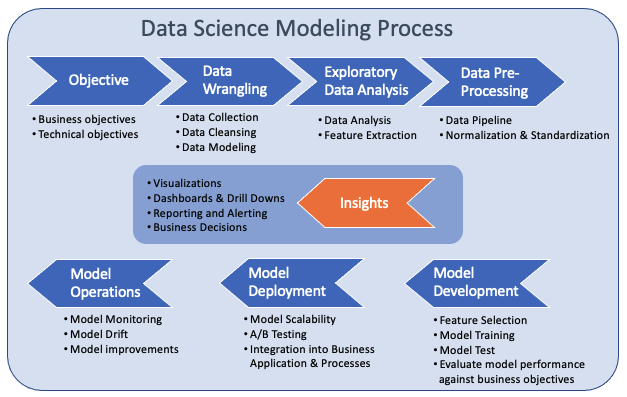 Data Science Modeling Process
Objective
• Business objectives
• Technical objectives
Data
Wrangling
• Data Collection
• Data Cleansing
• Data Modeling
Exploratory
Data Analysis
• Data Analysis
• Feature Extraction
Data Pre-
Processing
• Data Pipeline
• Normalization & Standardization
• Visualizations
• Dashboards & Drill Downs
• Reporting and Alerting
• Business Decisions
Insights
Model
Operations
• Model Monitoring
• Model Drift
• Model improvements
Model
Deployment
• Model Scalability
• A/B Testing
• Integration into Business
Application & Processes
Model
Development
• Feature Selection
• Model Training
• Model Test
• Evaluate model performance
against business objectives